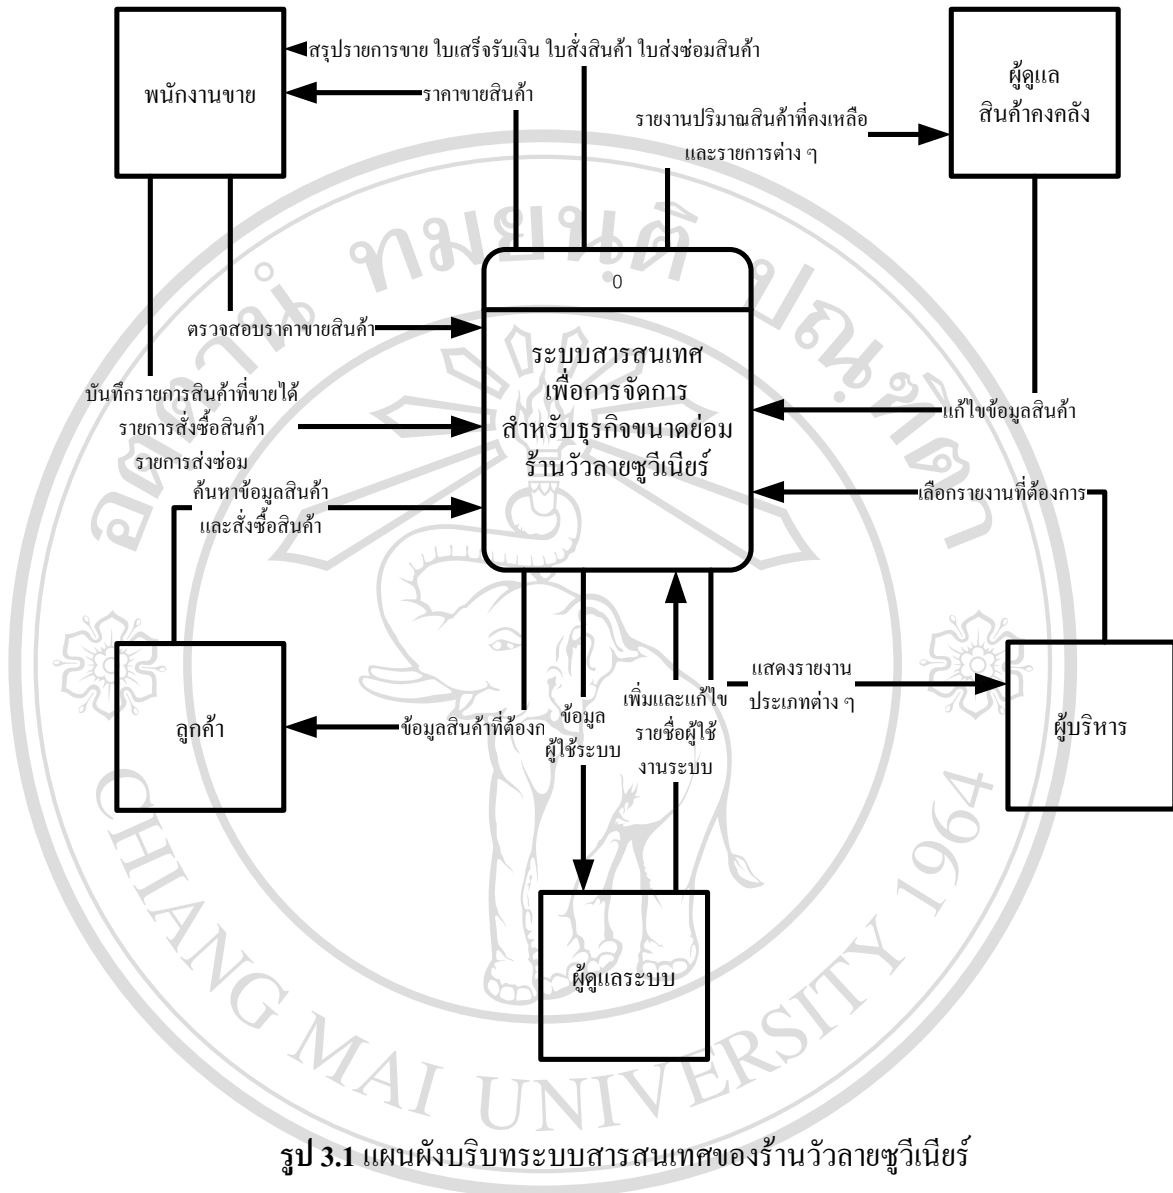 สรุปรายการขาย ใบเสร็จรับเงิน ใบสั่งสินค้า ใบส่งซ่อมสินค้า
พนักงานขาย
ราคาขายสินค้า
ผู้ดูแล
สินค้าคงคลัง
รายงานปริมาณสินค้าที่คงเหลือ
และรายการต่าง ๆ
0
ตรวจสอบราคาขายสินค้า
ระบบสารสนเทศ
เพื่อการจัดการ
สำหรับธุรกิจขนาดย่อม
ร้านวัวลายซูวีเนียร์
บันทึกรายการสินค้าที่ขายได้
รายการสั่งซื้อสินค้า
รายการส่งซ่อม
แก้ไขข้อมูลสินค้า
ค้นหาข้อมูลสินค้า
และสั่งซื้อสินค้า
เลือกรายงานที่ต้องการ
ลูกค้า
ข้อมูลสินค้าที่ต้องก
ข้อมูล
ผู้ใช้ระบบ
เพิ่มและแก้ไข
รายชื่อผู้ใช้
งานระบบ
แสดงรายงาน
ประเภทต่าง ๆ
ผู้บริหาร
ผู้ดูแลระบบ
อตฺตานํ ทมยนฺติ ปณฺฑิตา
CHIANG MAI UNIVERSITY 1964
รูป 3.1 แผนผังบริบทระบบสารสนเทศของร้านวัวลายซูวีเนียร์